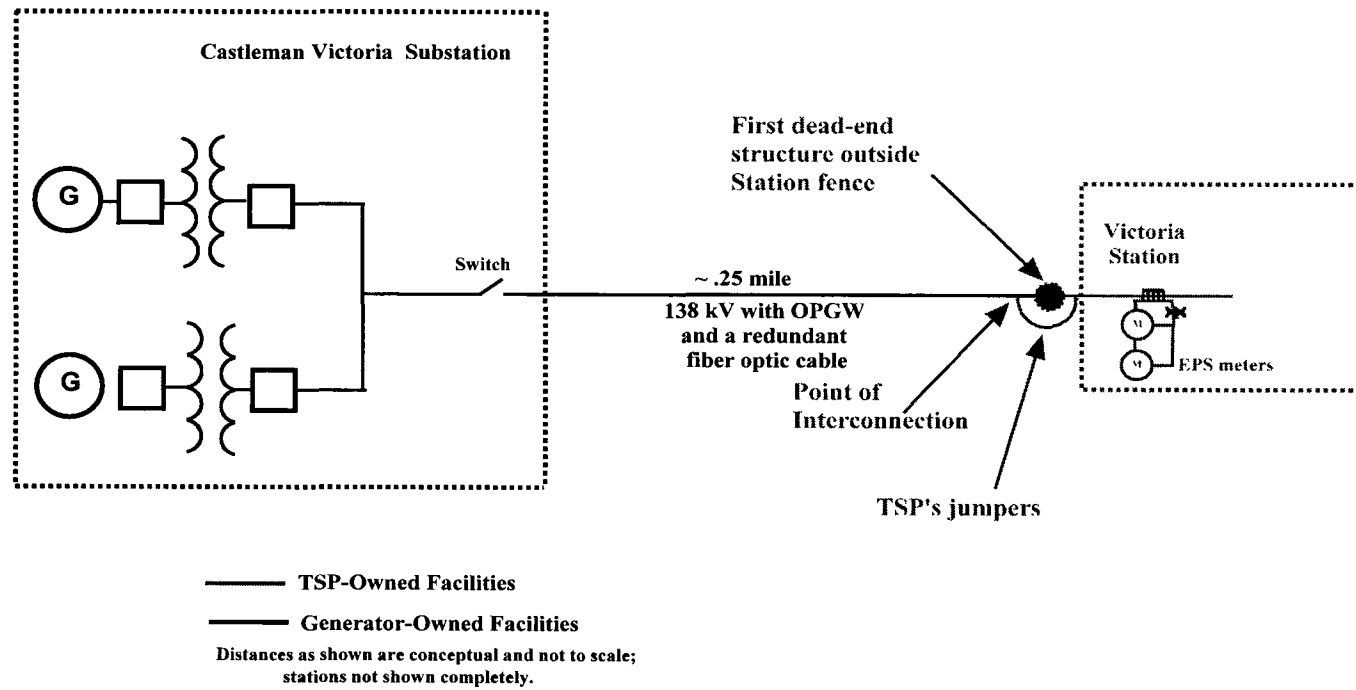 Castleman Victoria Substation
First dead-end
structure outside
Station fence
G
Victoria
Station
Switch
~ .25 mile
138 kV with OPGW
and a redundant
fiber optic cable
M
M
EPS meters
G
Point of
Interconnection
TSP's jumpers
TSP-Owned Facilities
Generator-Owned Facilities
Distances as shown are conceptual and not to scale;
stations not shown completely.